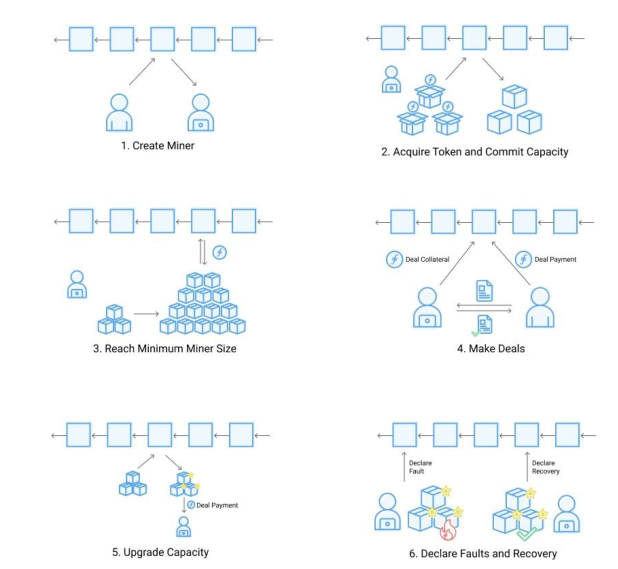 1. Create Miner
2. Acquire Token and Commit Capacity
3. Reach Minimum Miner Size
Deal Collateral
Deal Payment
4. Make Deals
Deal Payment
5. Upgrade Capacity
Declare
Fault
Declare
Recovery
6. Declare Faults and Recovery